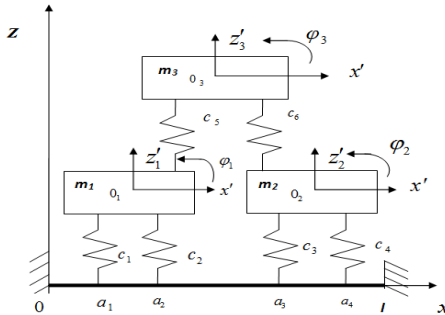 z
z′₃
φ₃
m₃
O₃
x′
c₅
c₆
z′₁
φ₁
z′₂
φ₂
m₁
O₁
x′
m₂
O₂
x′
c₁
c₂
c₃
c₄
O
a₁
a₂
a₃
a₄
l
x